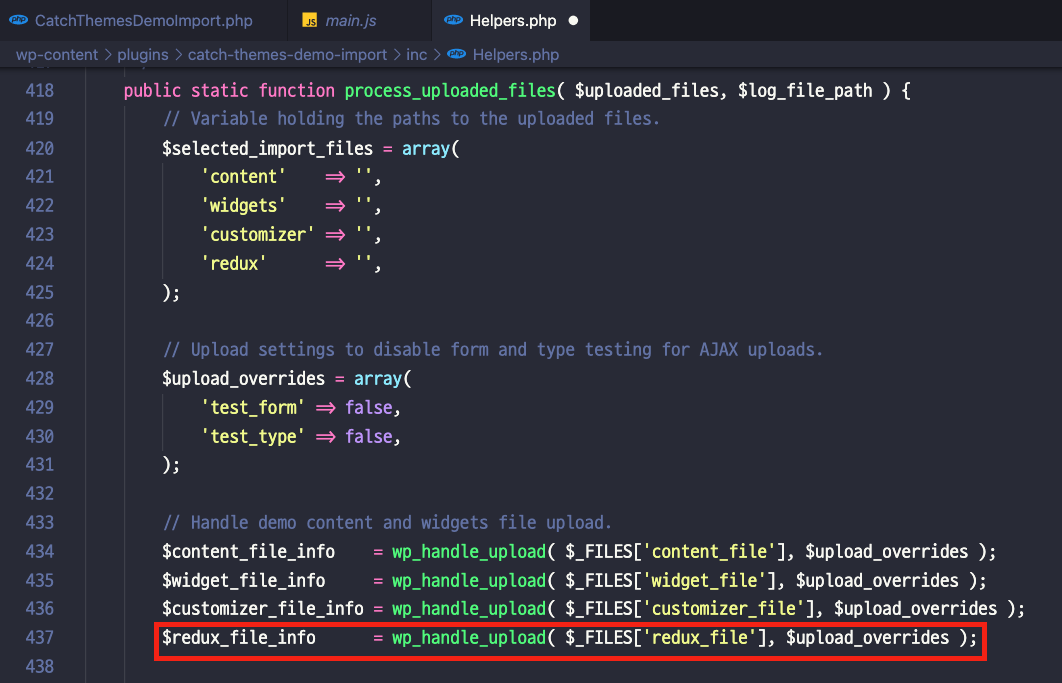 php CatchThemesDemoImport.php JS main.js php Helpers.php
wp-content > plugins > catch-themes-demo-import > inc > php Helpers.php
418 public static function process_uploaded_files( $uploaded_files, $log_file_path ) {
419 // Variable holding the paths to the uploaded files.
420 $selected_import_files = array(
421 'content' => '',
422 'widgets' => '',
423 'customizer' => '',
424 'redux' => '',
425 );
426
427 // Upload settings to disable form and type testing for AJAX uploads.
428 $upload_overrides = array(
429 'test_form' => false,
430 'test_type' => false,
431 );
432
433 // Handle demo content and widgets file upload.
434 $content_file_info = wp_handle_upload( $_FILES['content_file'], $upload_overrides );
435 $widget_file_info = wp_handle_upload( $_FILES['widget_file'], $upload_overrides );
436 $customizer_file_info = wp_handle_upload( $_FILES['customizer_file'], $upload_overrides );
437 $redux_file_info = wp_handle_upload( $_FILES['redux_file'], $upload_overrides );
438